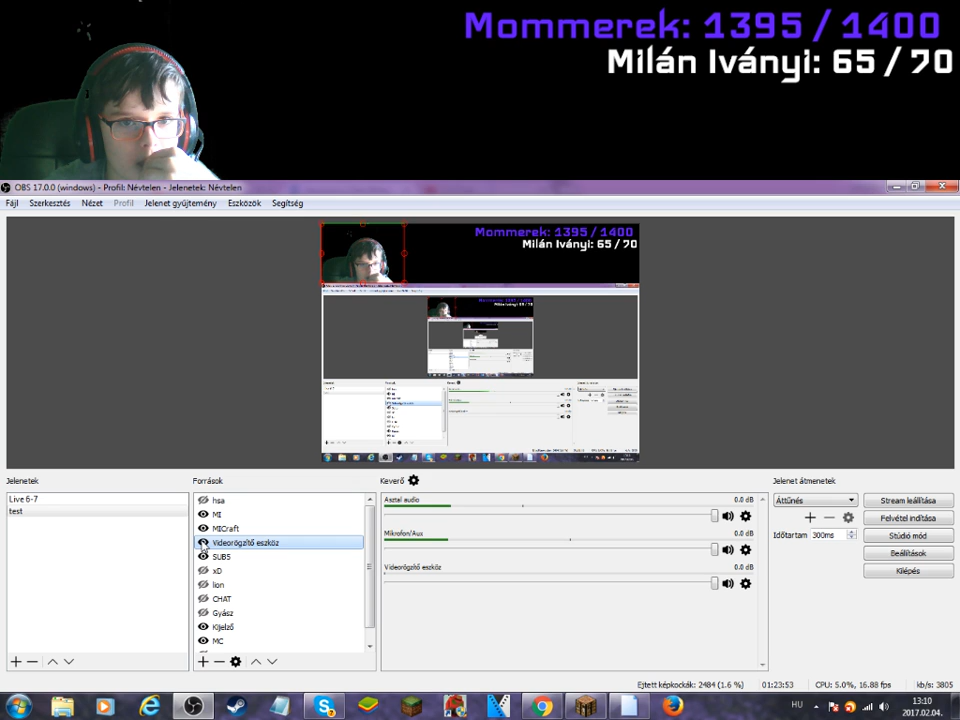 Mommerek: 1395 / 1400
Milán Iványi: 65 / 70
OBS 17.0.0 (windows) - Profil: Névtelen - Jelenetek: Névtelen
Fájl Szerkesztés Nézet Profil Jelenet gyűjtemény Eszközök Segítség
Mommerek: 1395 / 1400
Milán Iványi: 65 / 70
Jelenetek
Live 6-7
test
Források
hsa
MI
MICraft
Videorögzítő eszköz
SUBS
xD
lion
CHAT
Gyász
Kijelző
MC
Keverő
Asztal audio 0.0 dB
Mikrofon/Aux 0.0 dB
Videorögzítő eszköz 0.0 dB
Jelenet átmenetek
Áttűnés
Időtartam 300ms
Stream leállítása
Felvétel indítása
Stúdió mód
Beállítások
Kilépés
Ejtett képkockák: 2484 (1.6 %) 01:23:53 CPU: 5.0%, 16.88 fps kb/s: 3805
HU
13:10
2017.02.04.